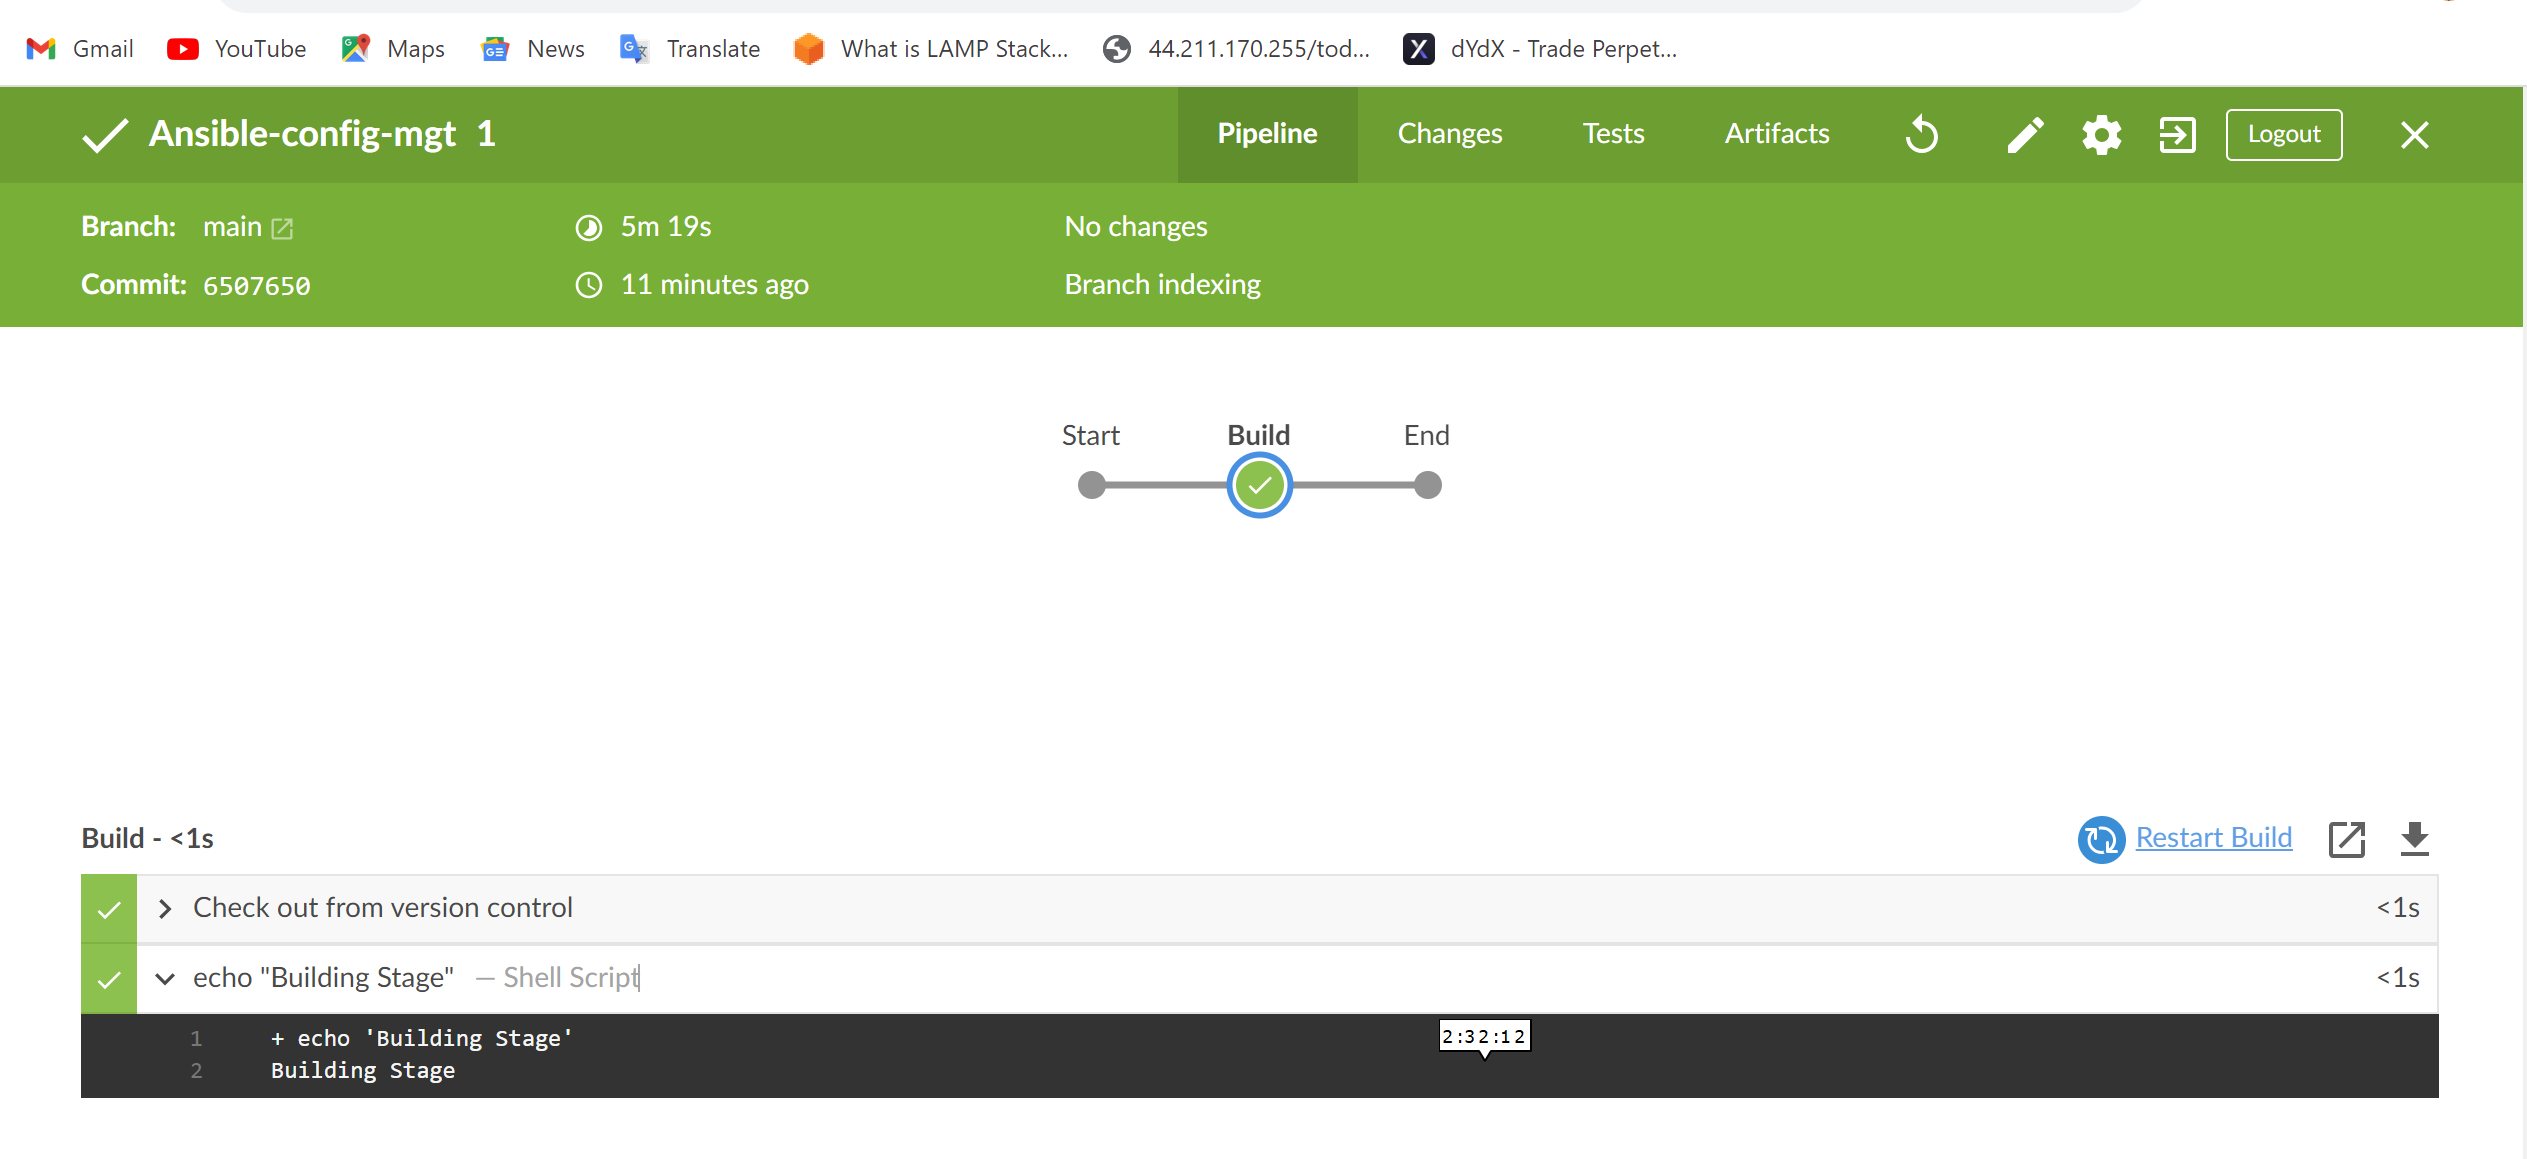 Gmail YouTube Maps News Translate What is LAMP Stack... 44.211.170.255/tod... dYdX - Trade Perpet...
Ansible-config-mgt 1 Pipeline Changes Tests Artifacts Logout
Branch: main 5m 19s No changes
Commit: 6507650 11 minutes ago Branch indexing
Start Build End
Build - <1s Restart Build
Check out from version control <1s
echo "Building Stage" — Shell Script <1s
1 + echo 'Building Stage' 2:32:12
2 Building Stage